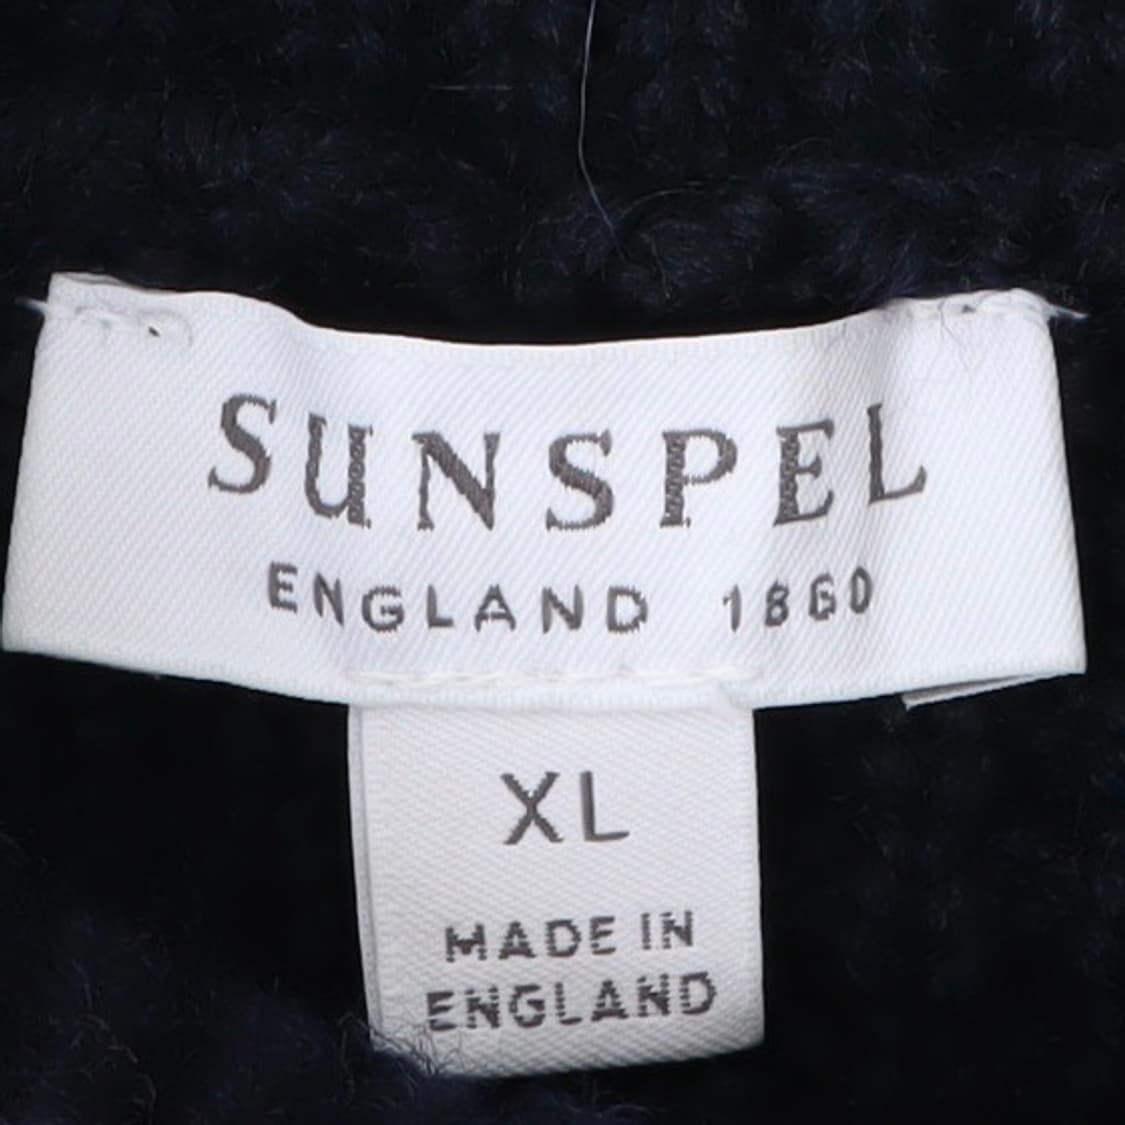 SUNSPEL
ENGLAND 1860
XL
MADE IN
ENGLAND